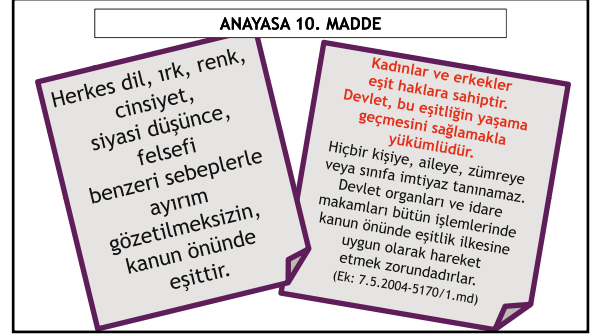 ANAYASA 10. MADDE
Herkes dil, ırk, renk,
cinsiyet,
siyasi düşünce,
felsefi
benzeri sebeplerle
ayırım
gözetilmeksizin,
kanun önünde
eşittir.
Kadınlar ve erkekler
eşit haklara sahiptir.
Devlet, bu eşitliğin yaşama
geçmesini sağlamakla
yükümlüdür.
Hiçbir kişiye, aileye, zümreye
veya sınıfa imtiyaz tanınamaz.
Devlet organları ve idare
makamları bütün işlemlerinde
kanun önünde eşitlik ilkesine
uygun olarak hareket
etmek zorundadırlar.
(Ek: 7.5.2004-5170/1.md)